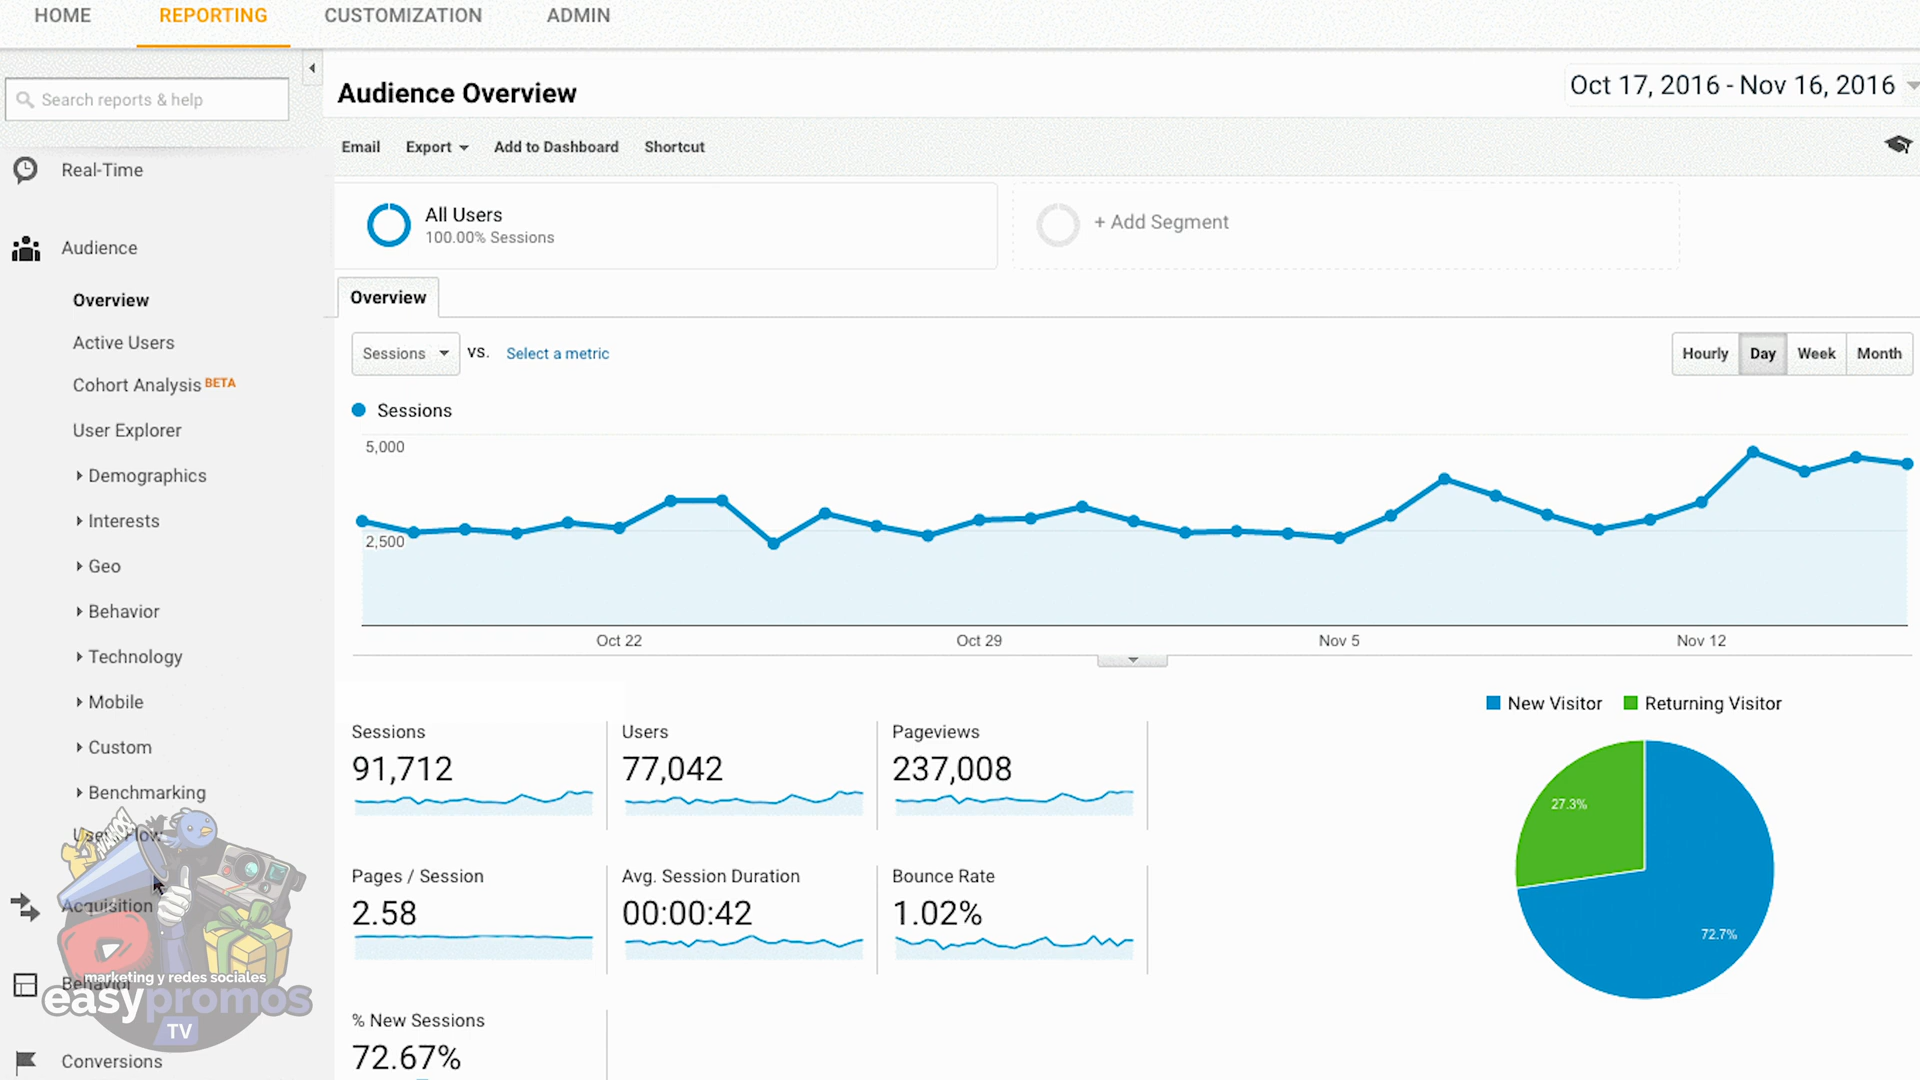 HOME REPORTING CUSTOMIZATION ADMIN
Search reports & help
Real-Time
Audience
Overview
Active Users
Cohort Analysis BETA
User Explorer
Demographics
Interests
Geo
Behavior
Technology
Mobile
Custom
Benchmarking
Users Flow
Acquisition
Behavior
Conversions
¡VAMOS!
marketing y redes sociales
easypromos
TV
Audience Overview
Oct 17, 2016 - Nov 16, 2016
Email Export Add to Dashboard Shortcut
All Users
100.00% Sessions
+ Add Segment
Overview
Sessions VS. Select a metric
Hourly Day Week Month
Sessions
5,000
2,500
Oct 22 Oct 29 Nov 5 Nov 12
New Visitor Returning Visitor
27.3%
72.7%
Sessions
91,712
Users
77,042
Pageviews
237,008
Pages / Session
2.58
Avg. Session Duration
00:00:42
Bounce Rate
1.02%
% New Sessions
72.67%